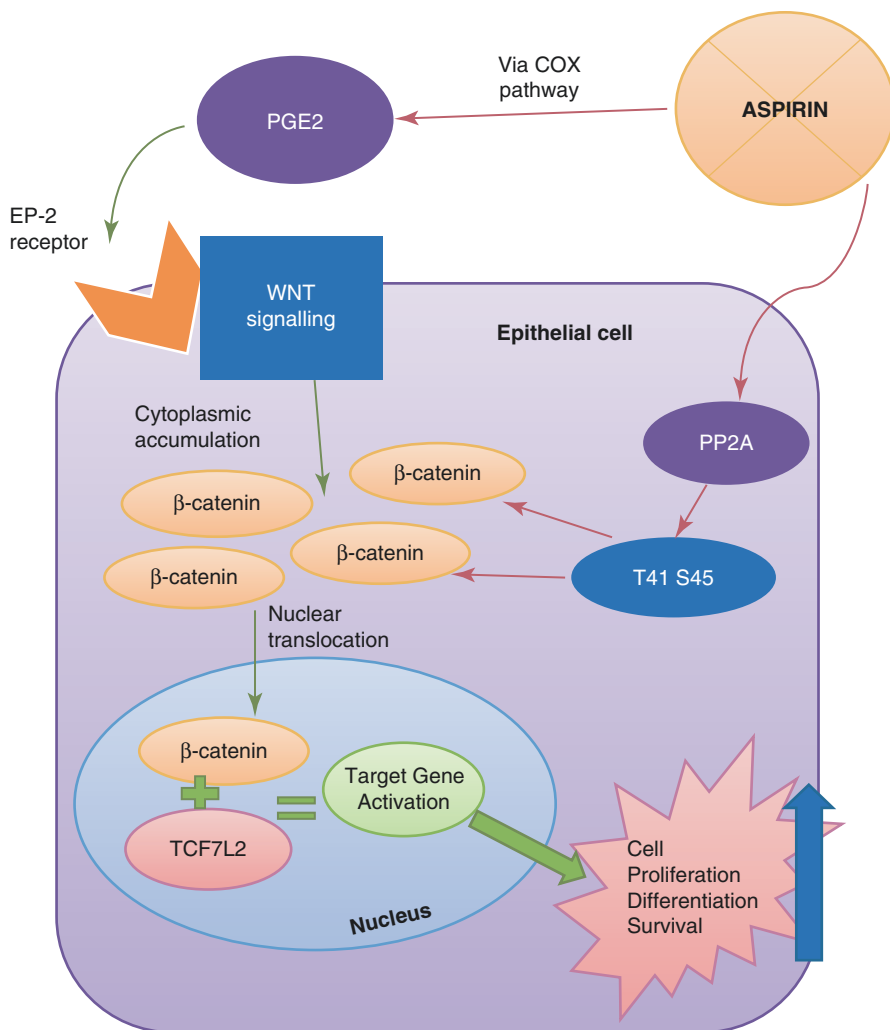 Via COX
pathway
PGE2
ASPIRIN
EP-2
receptor
WNT
signalling
Epithelial cell
Cytoplasmic
accumulation
PP2A
β-catenin
β-catenin
β-catenin
β-catenin
T41 S45
Nuclear
translocation
β-catenin
TCF7L2
Target Gene
Activation
Nucleus
Cell
Proliferation
Differentiation
Survival